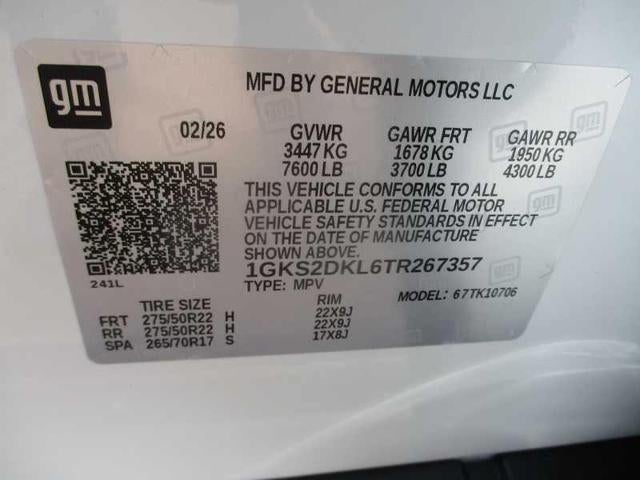 gm
MFD BY GENERAL MOTORS LLC
02/26 GVWR GAWR FRT GAWR RR
3447 KG 1678 KG 1950 KG
7600 LB 3700 LB 4300 LB
THIS VEHICLE CONFORMS TO ALL
APPLICABLE U.S. FEDERAL MOTOR
VEHICLE SAFETY STANDARDS IN EFFECT
ON THE DATE OF MANUFACTURE
SHOWN ABOVE.
1GKS2DKL6TR267357
241L
TYPE: MPV MODEL: 67TK10706
TIRE SIZE RIM
FRT 275/50R22 H 22X9J
RR 275/50R22 H 22X9J
SPA 265/70R17 S 17X8J